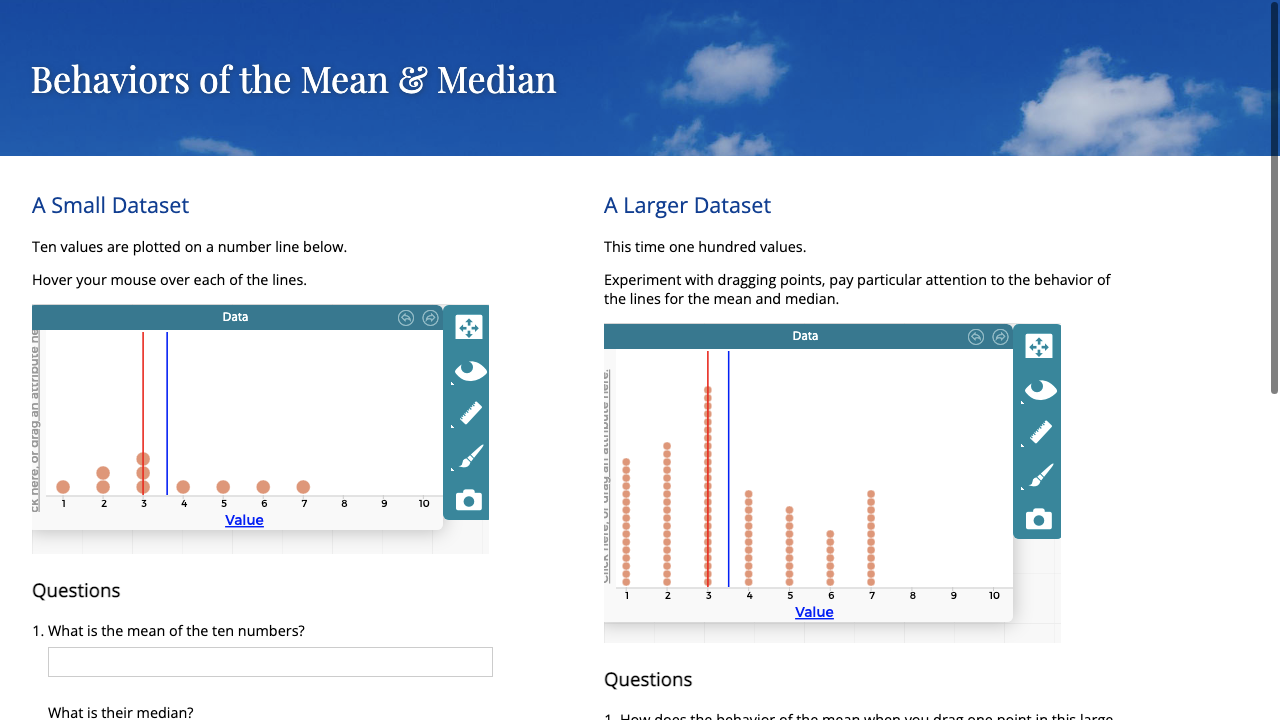 Behaviors of the Mean & Median
A Small Dataset
Ten values are plotted on a number line below.
Hover your mouse over each of the lines.
Data
ck here, or drag an attribute he
1 2 3 4 5 6 7 8 9 10
Value
Questions
1. What is the mean of the ten numbers?
What is their median?
A Larger Dataset
This time one hundred values.
Experiment with dragging points, pay particular attention to the behavior of
the lines for the mean and median.
Data
Click here, or drag an attribute here.
1 2 3 4 5 6 7 8 9 10
Value
Questions
1. How does the behavior of the mean when you drag one point in this large